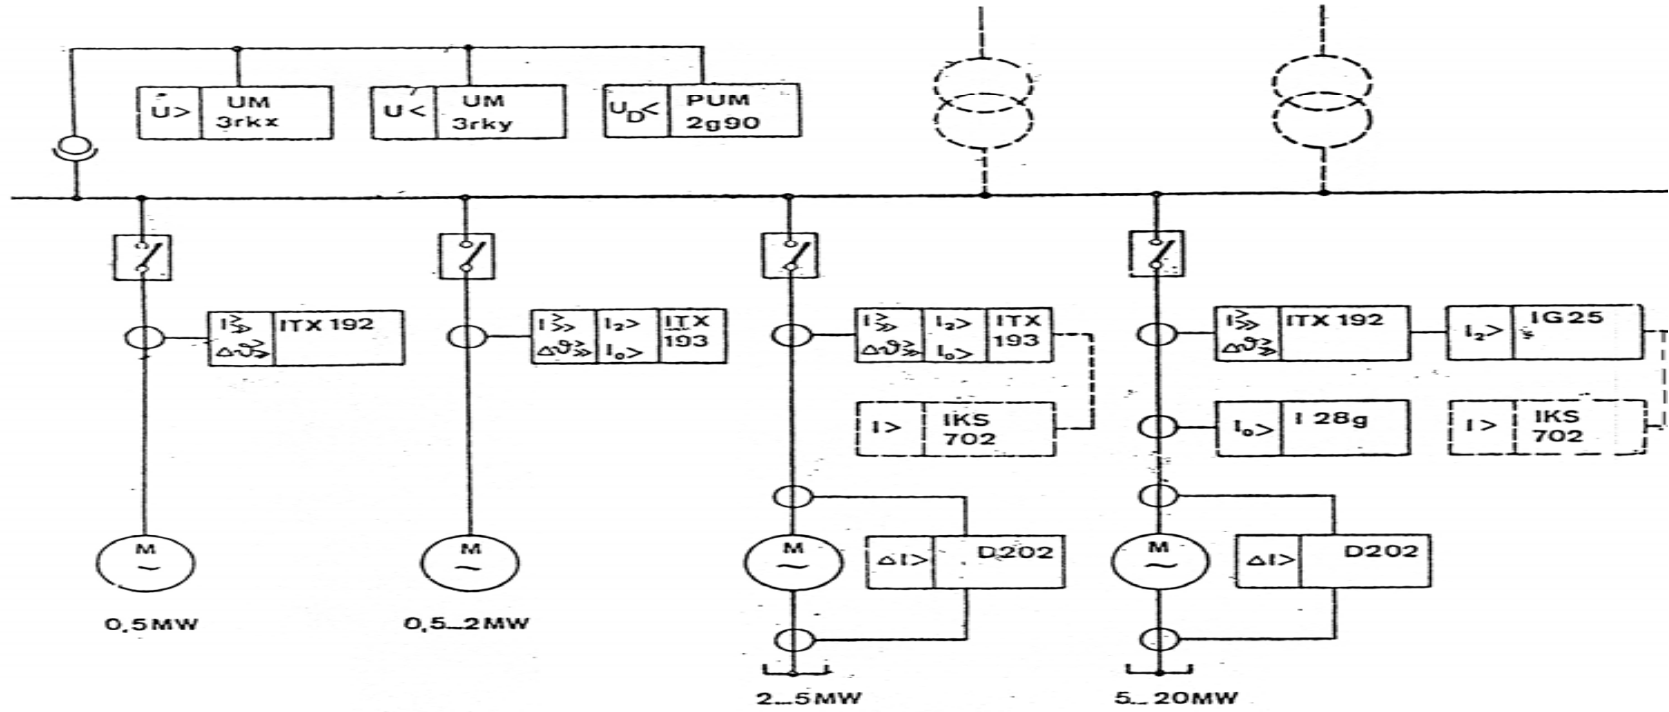 U> UM
3rkx
U< UM
3rky
U_D< PUM
2g90
I>
≫
Δϑ>
≫
ITX 192
I>
≫
Δϑ>
≫
I₂>
I₀>
ITX
193
I>
≫
Δϑ>
≫
I₂>
I₀>
ITX
193
I>
≫
Δϑ>
≫
ITX 192
I₂> IG25
I> IKS
702
I₀> I 28g
I> IKS
702
M
~
M
~
M
~
ΔI> D202
M
~
ΔI> D202
0,5MW
0,5...2MW
2...5MW
5...20MW